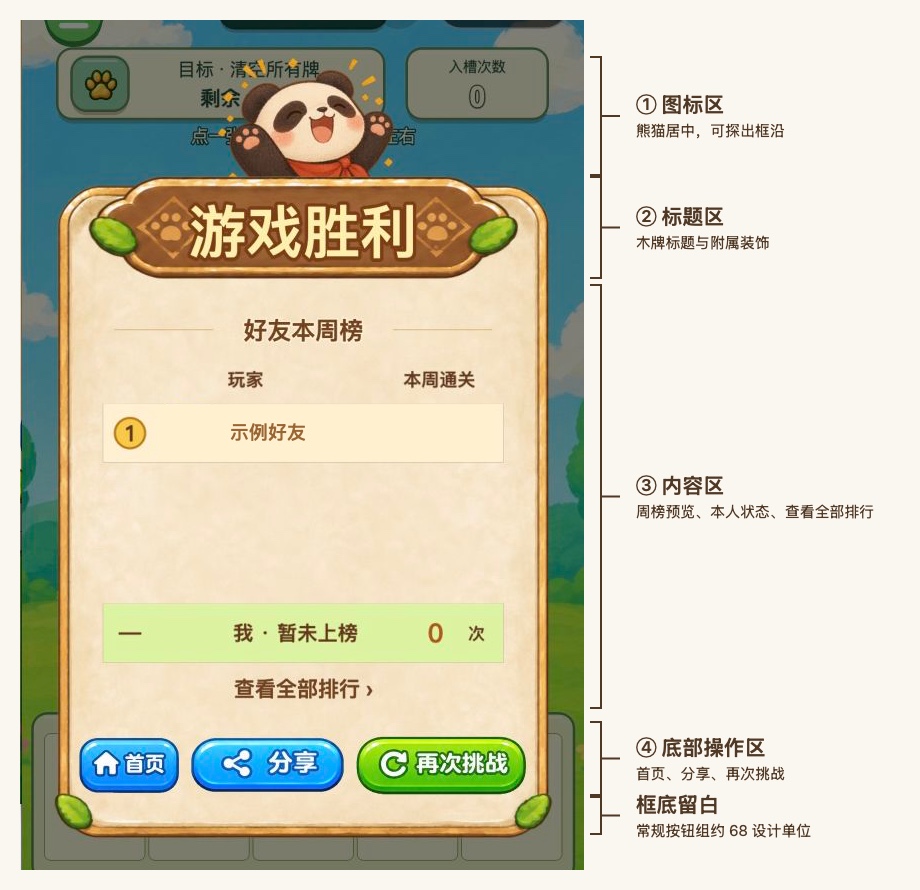 目标 · 清空所有牌
剩余
入槽次数
0
点一
左右
游戏胜利
好友本周榜
玩家 本周通关
1 示例好友
— 我 · 暂未上榜 0 次
查看全部排行 ›
首页 分享 再次挑战
① 图标区
熊猫居中，可探出框沿
② 标题区
木牌标题与附属装饰
③ 内容区
周榜预览、本人状态、查看全部排行
④ 底部操作区
首页、分享、再次挑战
框底留白
常规按钮组约 68 设计单位